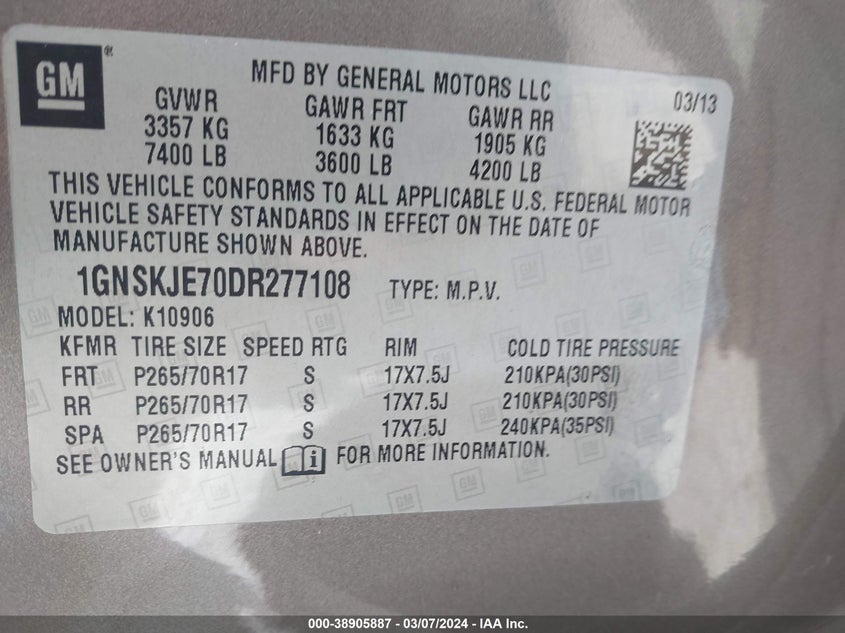 GM®
MFD BY GENERAL MOTORS LLC
03/13
GVWR GAWR FRT GAWR RR
3357 KG 1633 KG 1905 KG
7400 LB 3600 LB 4200 LB
THIS VEHICLE CONFORMS TO ALL APPLICABLE U.S. FEDERAL MOTOR
VEHICLE SAFETY STANDARDS IN EFFECT ON THE DATE OF
MANUFACTURE SHOWN ABOVE.
1GNSKJE70DR277108 TYPE: M.P.V.
MODEL: K10906
KFMR TIRE SIZE SPEED RTG RIM COLD TIRE PRESSURE
FRT P265/70R17 S 17X7.5J 210KPA(30PSI)
RR P265/70R17 S 17X7.5J 210KPA(30PSI)
SPA P265/70R17 S 17X7.5J 240KPA(35PSI)
SEE OWNER'S MANUAL i FOR MORE INFORMATION.
000-38905887 - 03/07/2024 - IAA Inc.